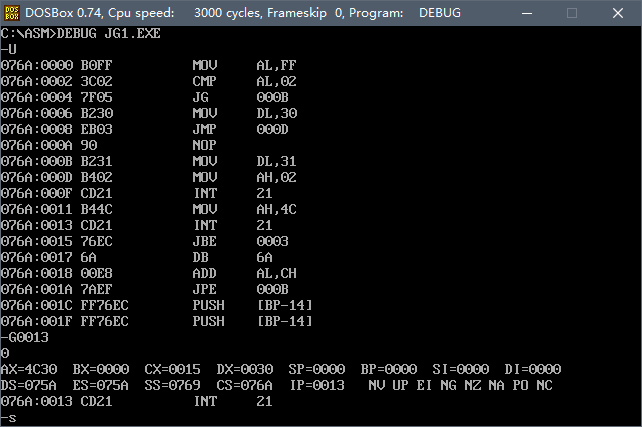 DOSBox 0.74, Cpu speed:     3000 cycles, Frameskip  0, Program:    DEBUG
C:\ASM>DEBUG JG1.EXE
-U
076A:0000 B0FF          MOV     AL,FF
076A:0002 3C02          CMP     AL,02
076A:0004 7F05          JG      000B
076A:0006 B230          MOV     DL,30
076A:0008 EB03          JMP     000D
076A:000A 90            NOP
076A:000B B231          MOV     DL,31
076A:000D B402          MOV     AH,02
076A:000F CD21          INT     21
076A:0011 B44C          MOV     AH,4C
076A:0013 CD21          INT     21
076A:0015 76EC          JBE     0003
076A:0017 6A            DB      6A
076A:0018 00E8          ADD     AL,CH
076A:001A 7AEF          JPE     000B
076A:001C FF76EC        PUSH    [BP-14]
076A:001F FF76EC        PUSH    [BP-14]
-G0013
0
AX=4C30  BX=0000  CX=0015  DX=0030  SP=0000  BP=0000  SI=0000  DI=0000
DS=075A  ES=075A  SS=0769  CS=076A  IP=0013   NV UP EI NG NZ NA PO NC
076A:0013 CD21          INT     21
-s